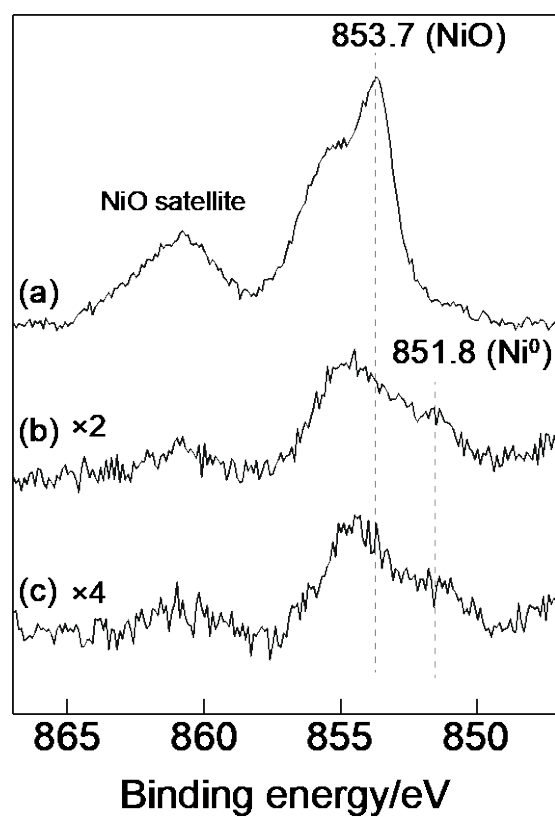 853.7 (NiO)
NiO satellite
(a)
851.8 (Ni⁰)
(b) ×2
(c) ×4
865 860 855 850
Binding energy/eV